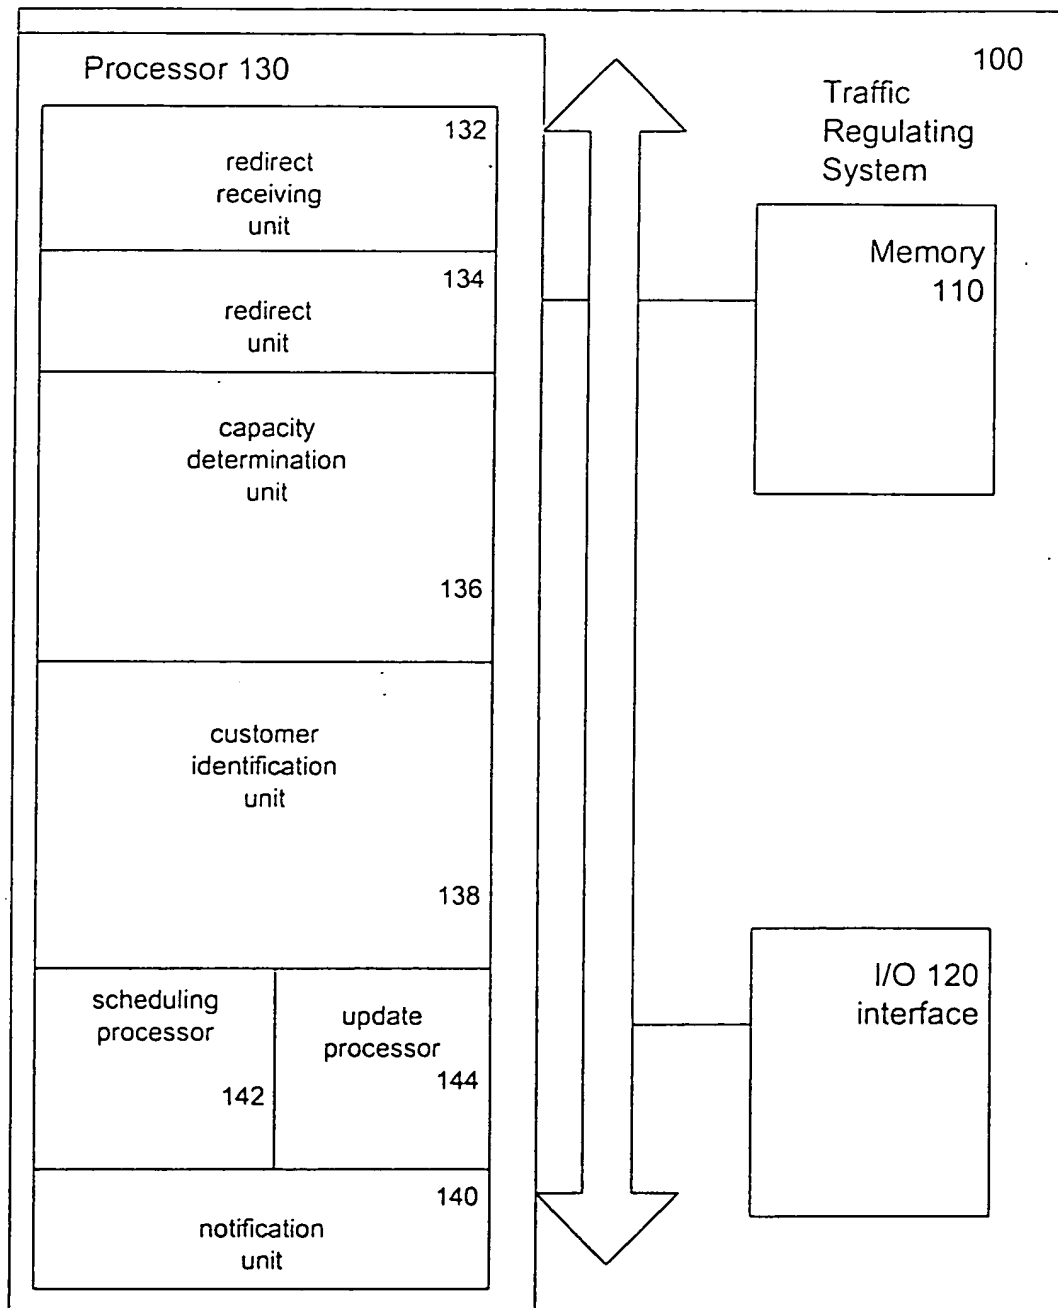 Processor 130
132
redirect
receiving
unit
134
redirect
unit
capacity
determination
unit
136
customer
identification
unit
138
scheduling
processor
142
update
processor
144
140
notification
unit
100
Traffic
Regulating
System
Memory
110
I/O 120
interface